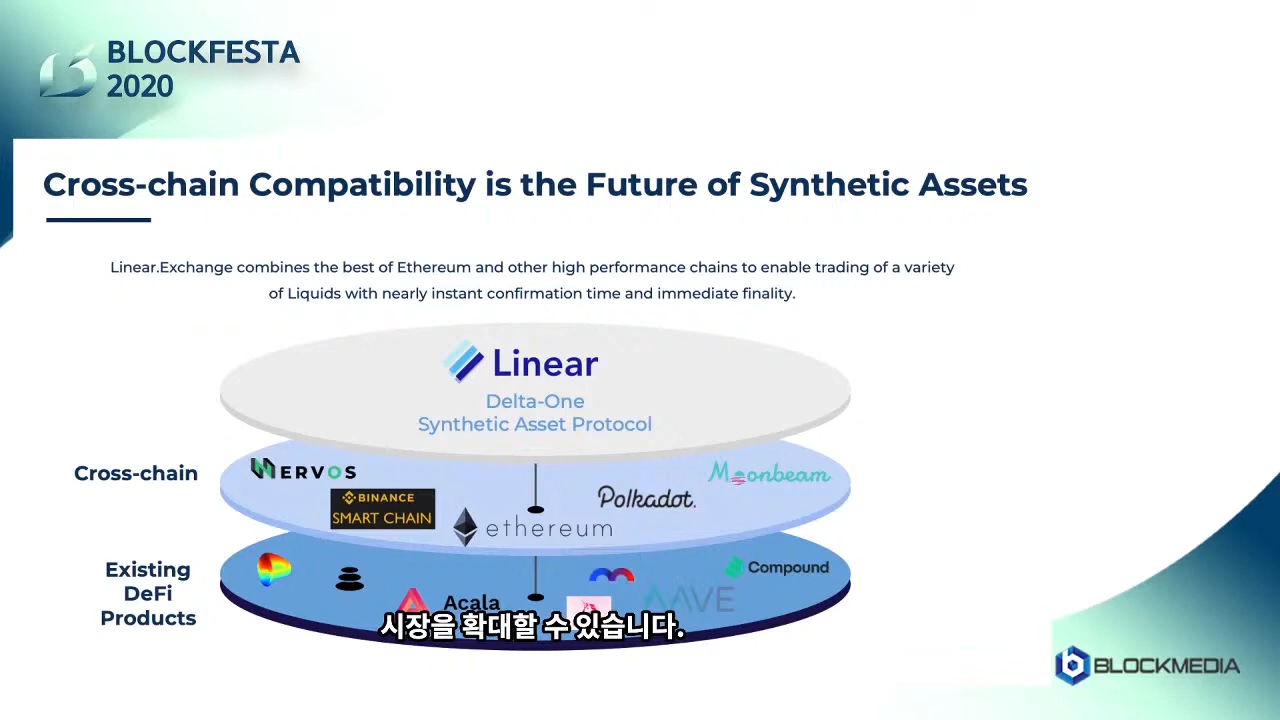 BLOCKFESTA
2020
Cross-chain Compatibility is the Future of Synthetic Assets
Linear.Exchange combines the best of Ethereum and other high performance chains to enable trading of a variety
of Liquids with nearly instant confirmation time and immediate finality.
Linear
Delta-One
Synthetic Asset Protocol
Cross-chain
NERVOS
Moonbeam
BINANCE
SMART CHAIN
Polkadot.
ethereum
Existing
DeFi
Products
Compound
Acala
AAVE
시장을 확대할 수 있습니다.
BLOCKMEDIA